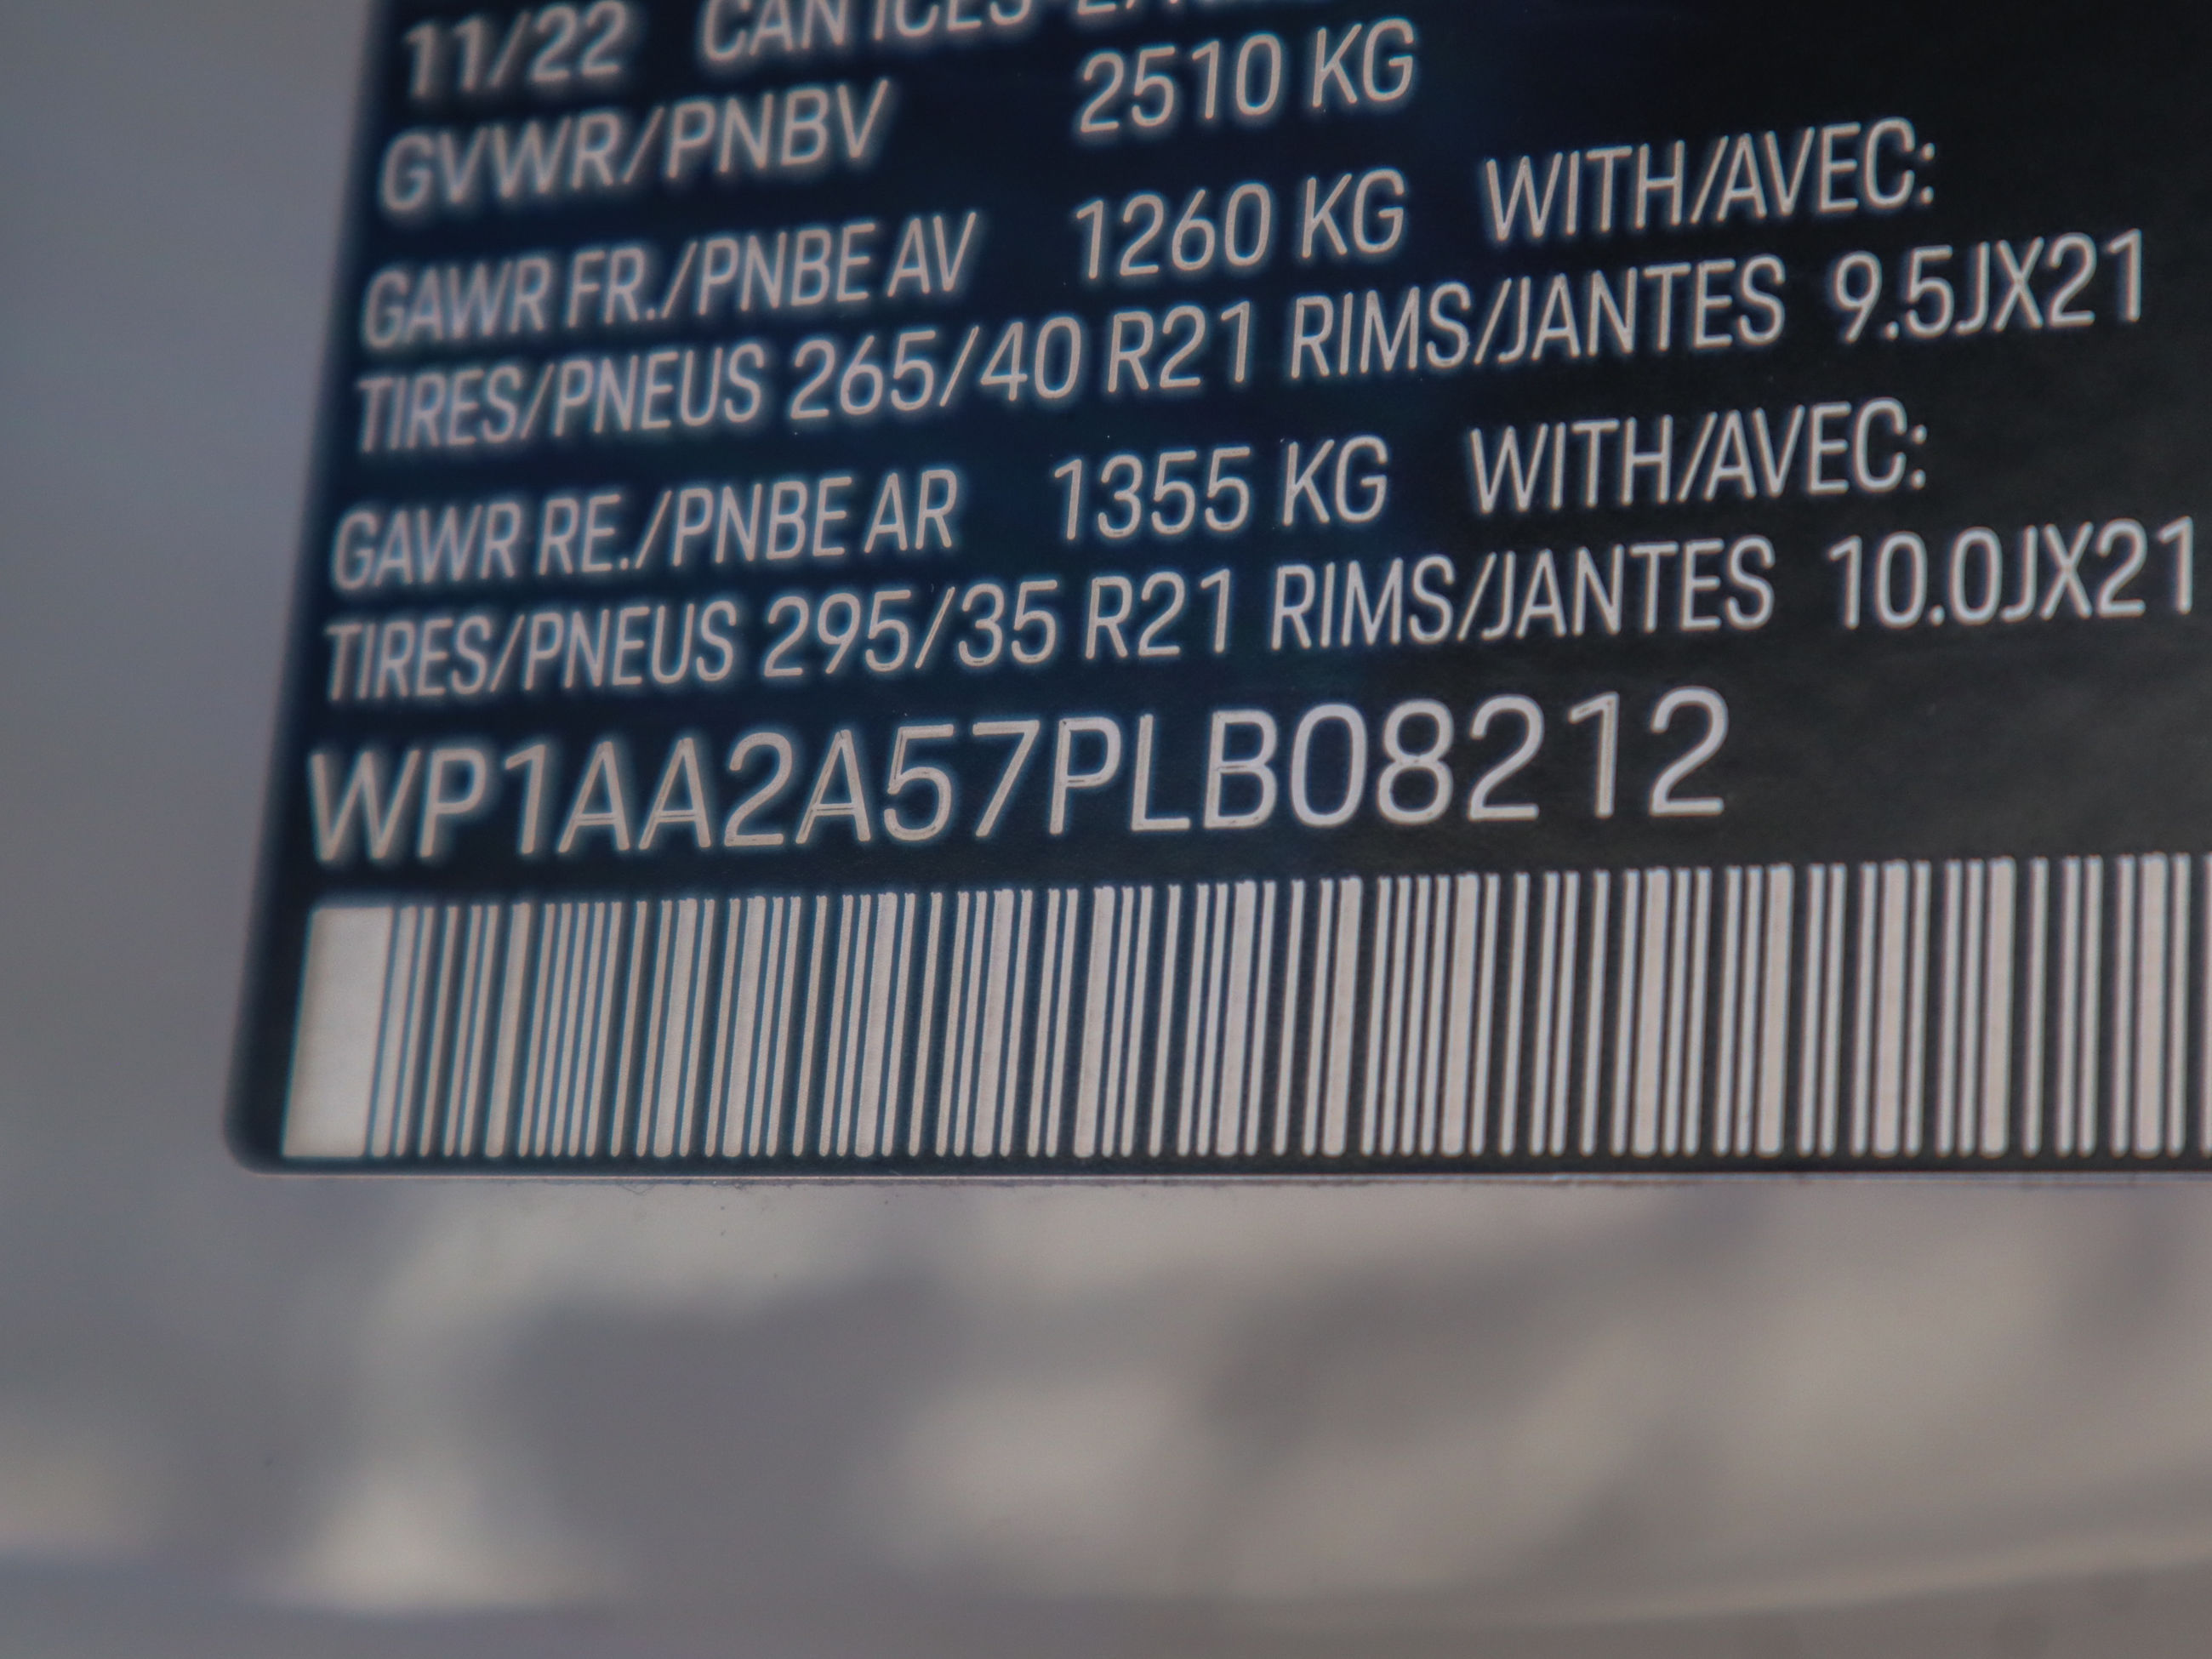 11/22 CAN ICES-
GVWR/PNBV 2510 KG
GAWR FR./PNBE AV 1260 KG WITH/AVEC:
TIRES/PNEUS 265/40 R21 RIMS/JANTES 9.5JX21
GAWR RE./PNBE AR 1355 KG WITH/AVEC:
TIRES/PNEUS 295/35 R21 RIMS/JANTES 10.0JX21
WP1AA2A57PLB08212